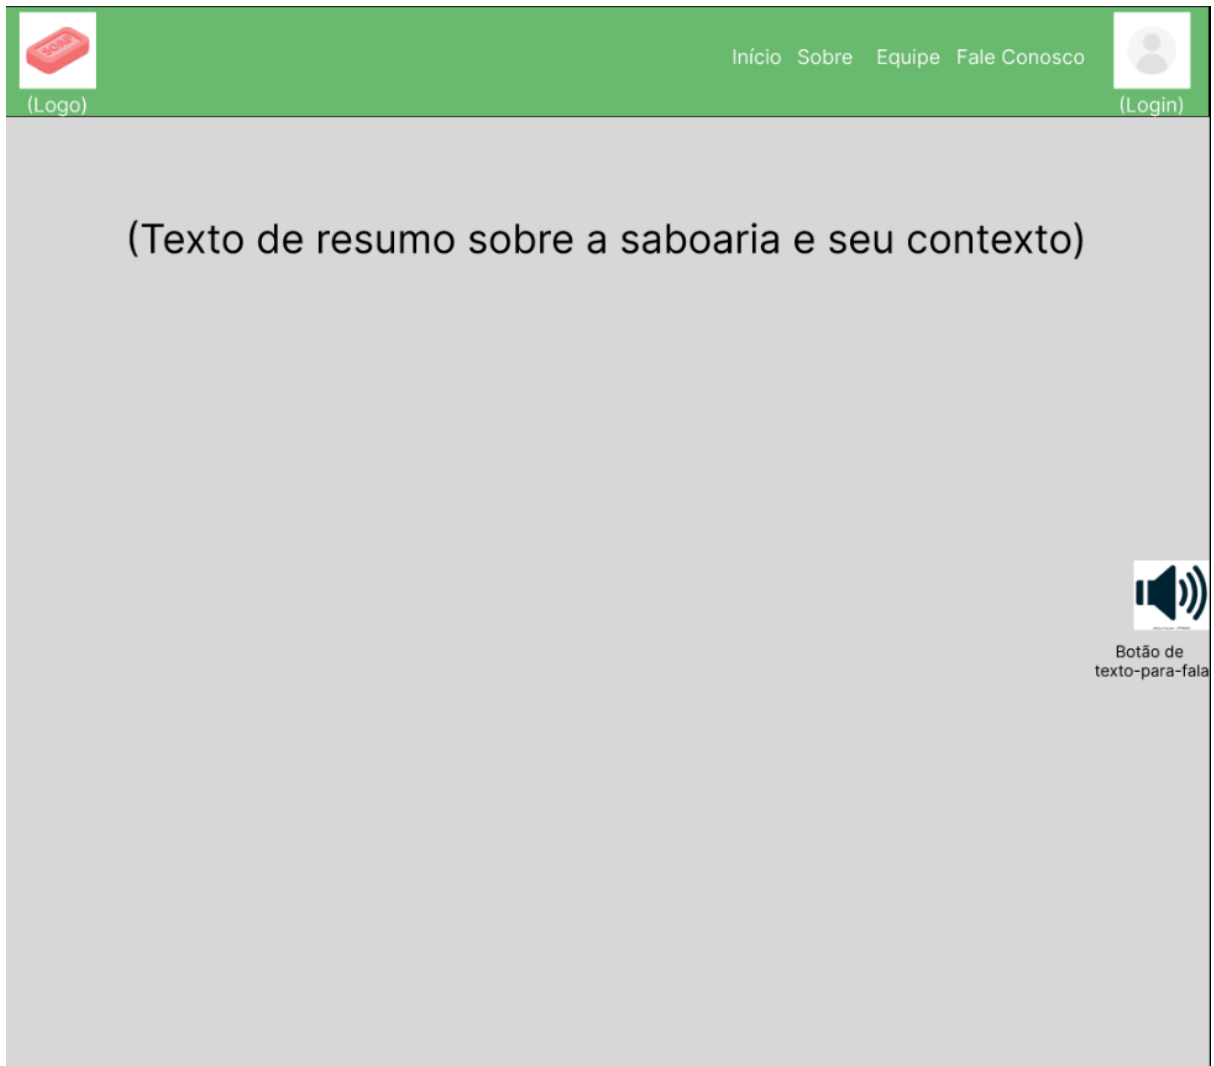 SOAP
(Logo)
Início Sobre Equipe Fale Conosco
(Login)
(Texto de resumo sobre a saboaria e seu contexto)
Botão de
texto-para-fala